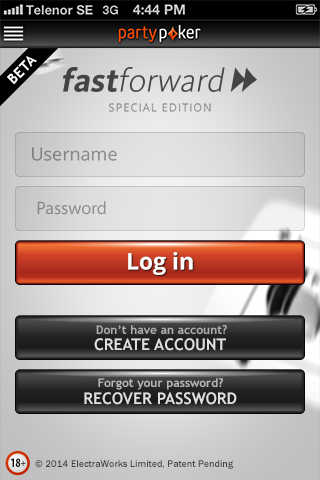 Telenor SE 3G 4:44 PM
partypoker
BETA
fastforward
SPECIAL EDITION
Username
Password
Log in
Don't have an account?
CREATE ACCOUNT
Forgot your password?
RECOVER PASSWORD
18+ © 2014 ElectraWorks Limited, Patent Pending